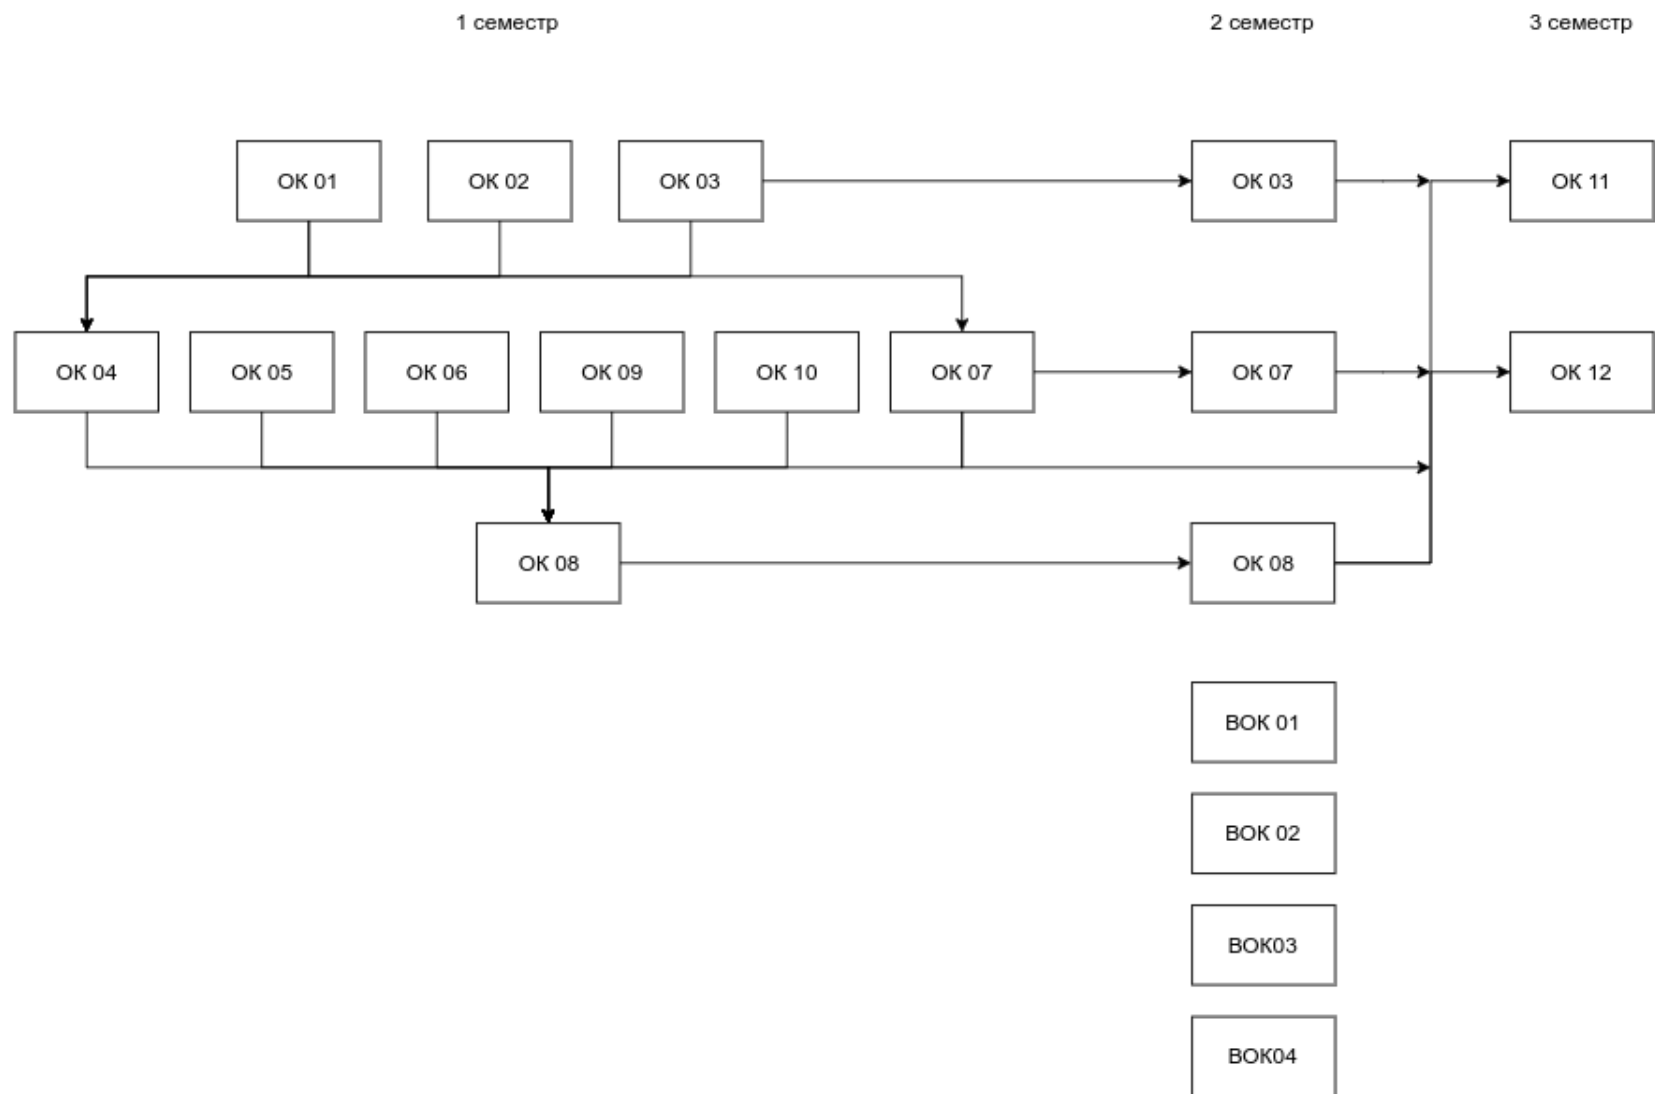 1 семестр
2 семестр
3 семестр
ОК 01
ОК 02
ОК 03
ОК 03
ОК 11
ОК 04
ОК 05
ОК 06
ОК 09
ОК 10
ОК 07
ОК 07
ОК 12
ОК 08
ОК 08
ВОК 01
ВОК 02
ВОК03
ВОК04